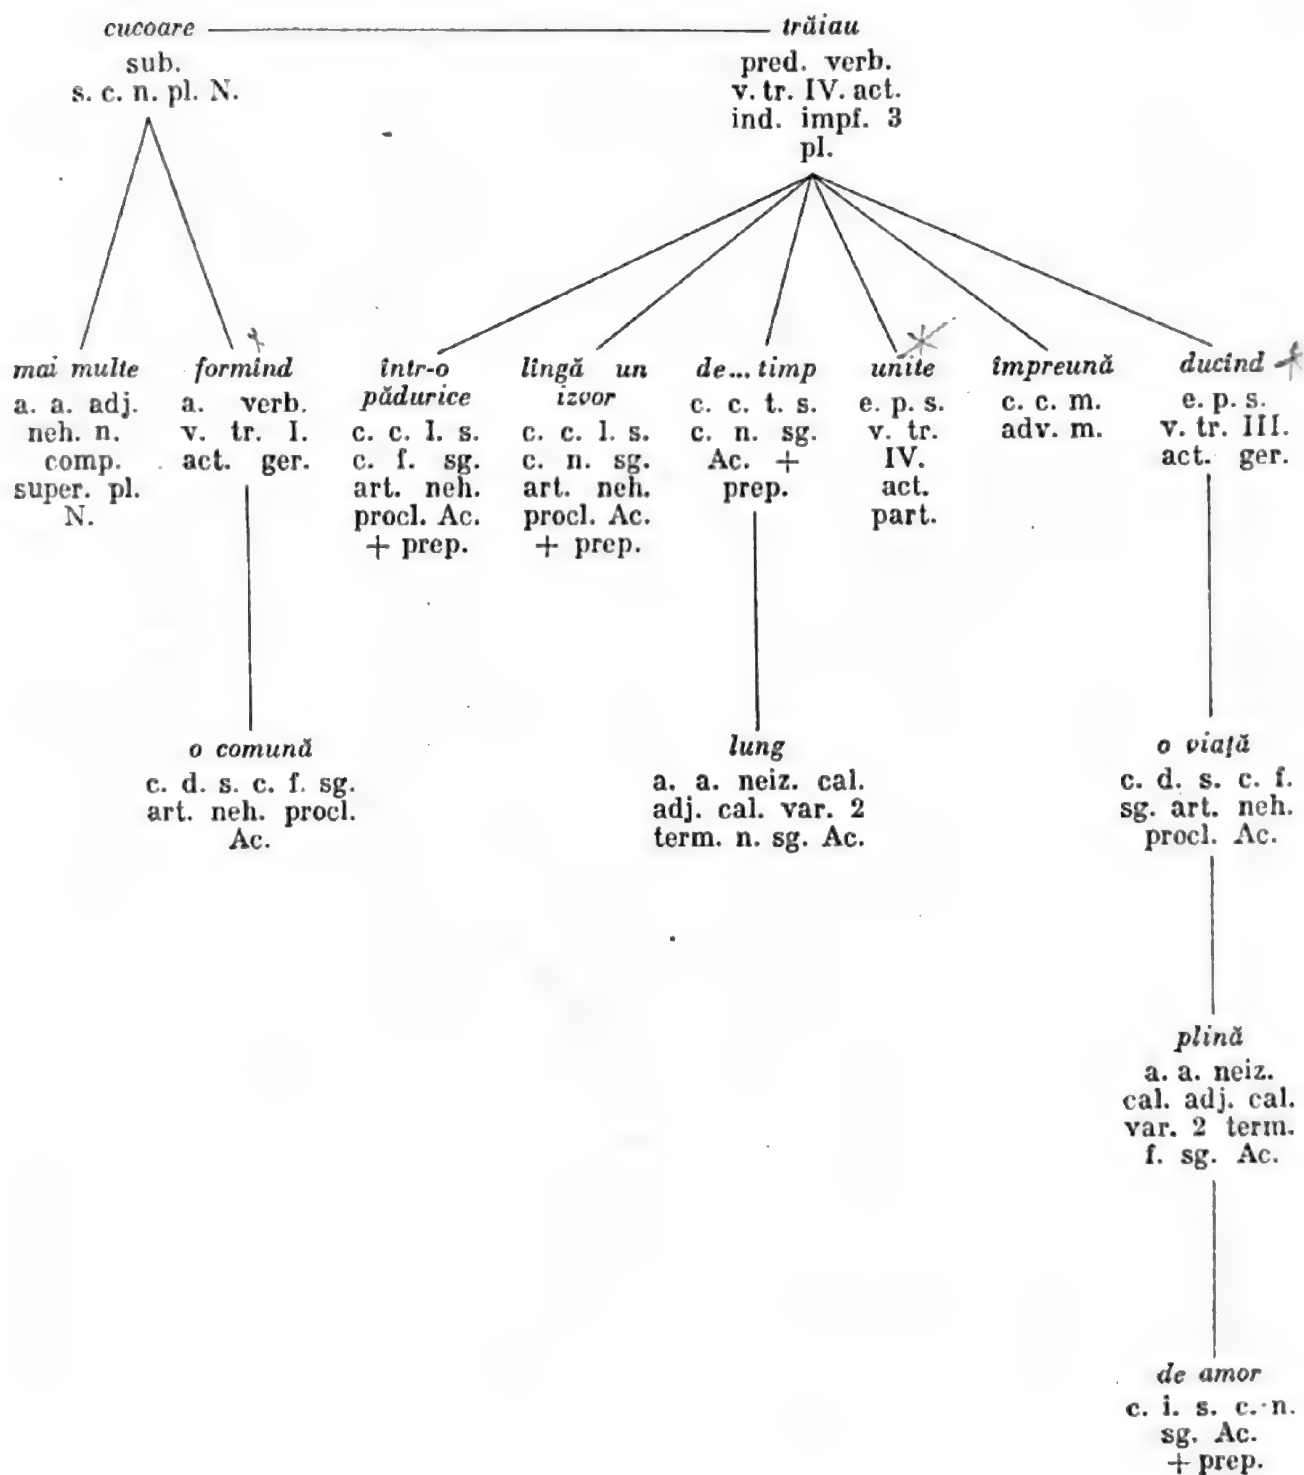 cucoare trăiau
sub.
s. c. n. pl. N.
pred. verb.
v. tr. IV. act.
ind. impf. 3
pl.
mai multe
a. a. adj.
neh. n.
comp.
super. pl.
N.
formînd
a. verb.
v. tr. I.
act. ger.
într-o
pădurice
c. c. l. s.
c. f. sg.
art. neh.
procl. Ac.
+ prep.
lîngă un
izvor
c. c. l. s.
c. n. sg.
art. neh.
procl. Ac.
+ prep.
de... timp
c. c. t. s.
c. n. sg.
Ac. +
prep.
unite
e. p. s.
v. tr.
IV.
act.
part.
împreună
c. c. m.
adv. m.
ducînd
e. p. s.
v. tr. III.
act. ger.
o comună
c. d. s. c. f. sg.
art. neh. procl.
Ac.
lung
a. a. neiz. cal.
adj. cal. var. 2
term. n. sg. Ac.
o viață
c. d. s. c. f.
sg. art. neh.
procl. Ac.
plină
a. a. neiz.
cal. adj. cal.
var. 2 term.
f. sg. Ac.
de amor
c. i. s. c. n.
sg. Ac.
+ prep.